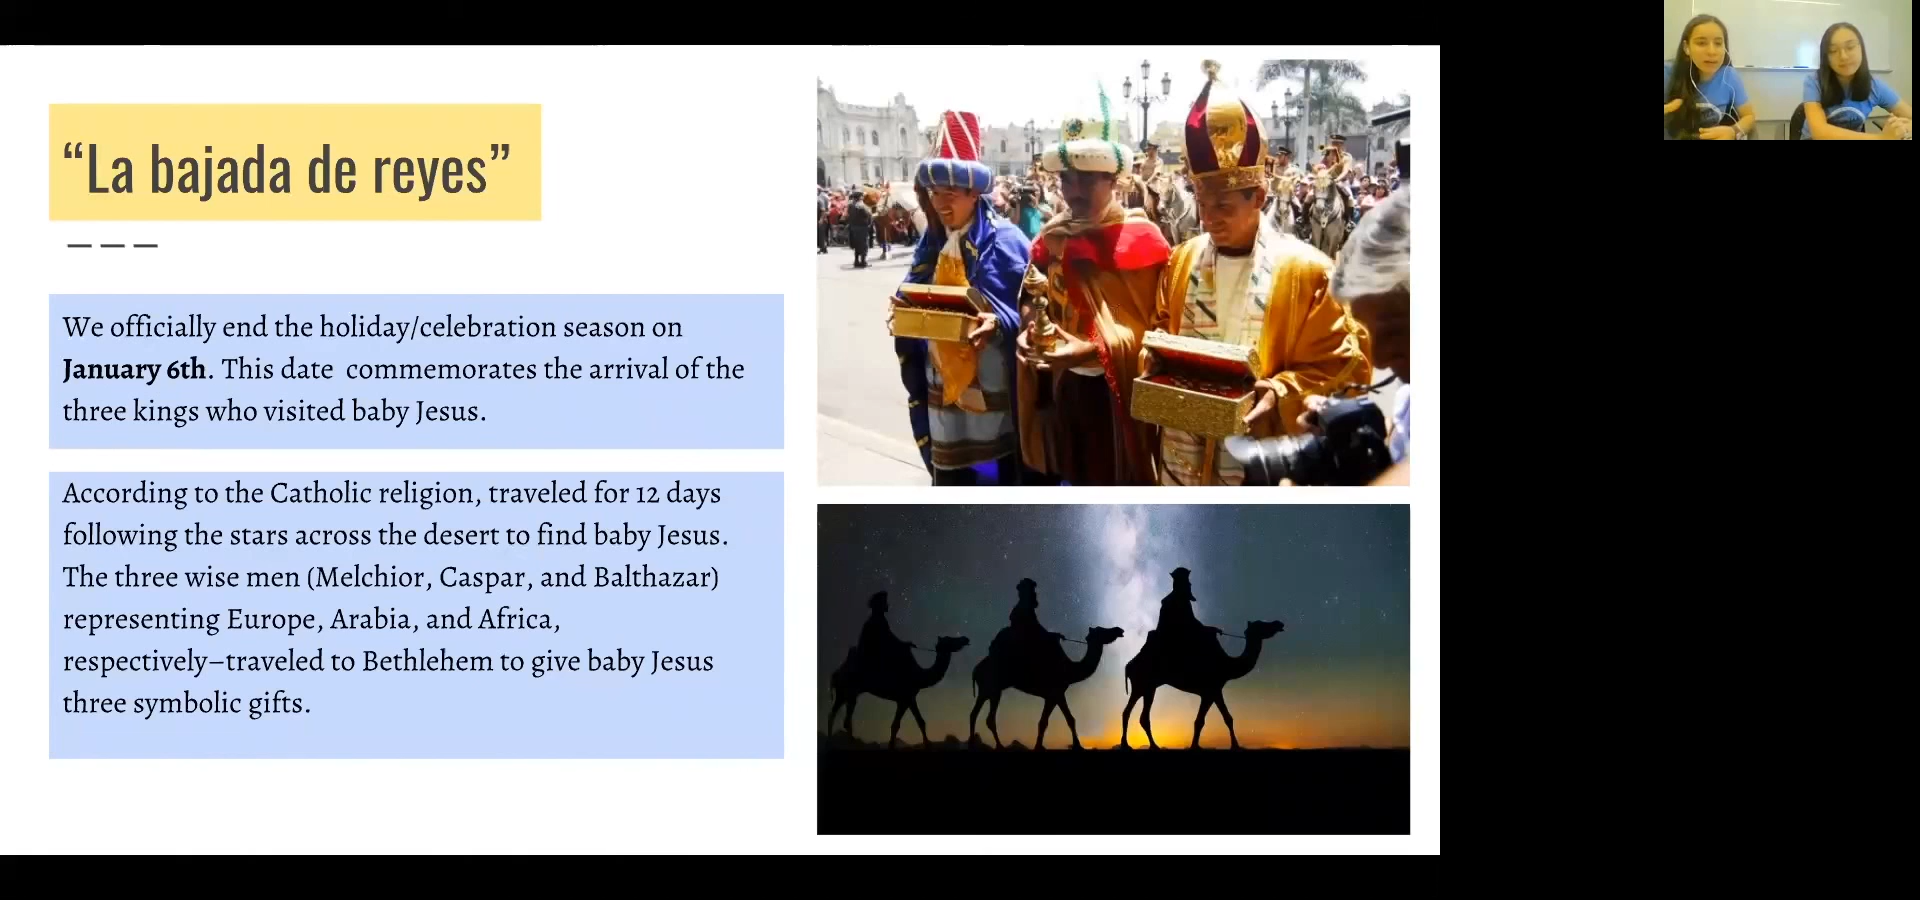 “La bajada de reyes”
We officially end the holiday/celebration season on
January 6th. This date commemorates the arrival of the
three kings who visited baby Jesus.
According to the Catholic religion, traveled for 12 days
following the stars across the desert to find baby Jesus.
The three wise men (Melchior, Caspar, and Balthazar)
representing Europe, Arabia, and Africa,
respectively–traveled to Bethlehem to give baby Jesus
three symbolic gifts.